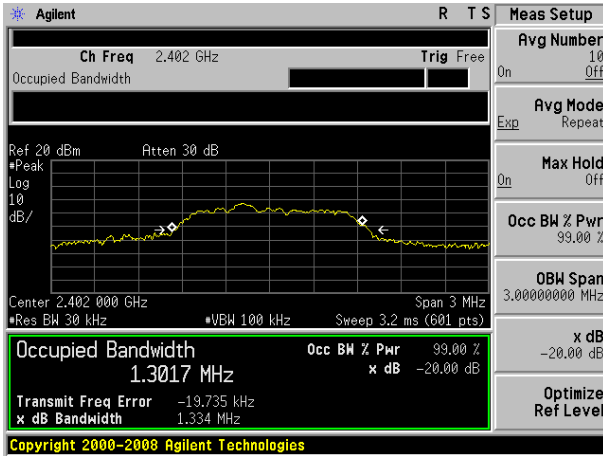 Agilent R T S Meas Setup
Avg Number
10
On Off
Ch Freq 2.402 GHz Trig Free
Occupied Bandwidth
Avg Mode
Exp Repeat
Max Hold
On Off
Occ BW % Pwr
99.00 %
OBW Span
3.00000000 MHz
x dB
-20.00 dB
Optimize
Ref Level
Ref 20 dBm Atten 30 dB
#Peak
Log
10
dB/
Center 2.402 000 GHz Span 3 MHz
#Res BW 30 kHz #VBW 100 kHz Sweep 3.2 ms (601 pts)
Occupied Bandwidth Occ BW % Pwr 99.00 %
1.3017 MHz x dB -20.00 dB
Transmit Freq Error -19.735 kHz
x dB Bandwidth 1.334 MHz
Copyright 2000-2008 Agilent Technologies